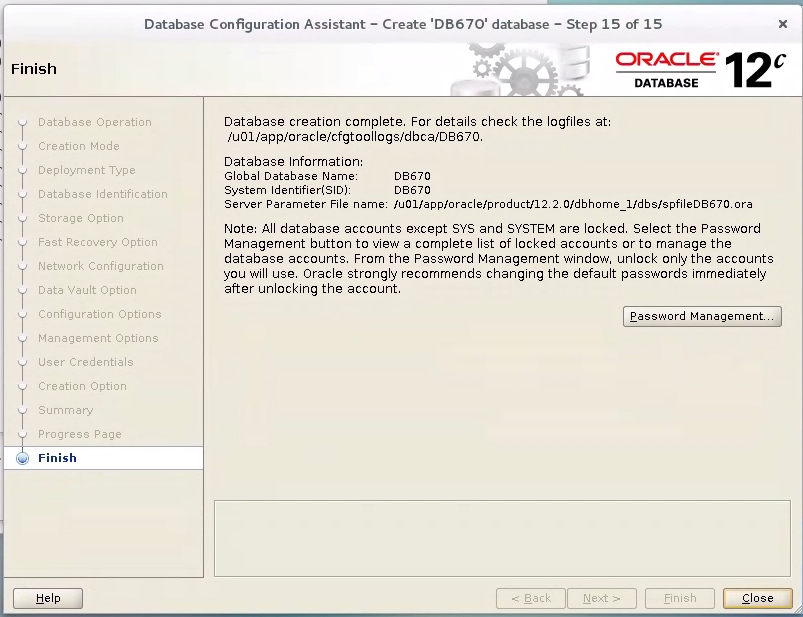 Database Configuration Assistant - Create 'DB670' database - Step 15 of 15
Finish
ORACLE
DATABASE
12c
Database Operation
Creation Mode
Deployment Type
Database Identification
Storage Option
Fast Recovery Option
Network Configuration
Data Vault Option
Configuration Options
Management Options
User Credentials
Creation Option
Summary
Progress Page
Finish
Database creation complete. For details check the logfiles at:
/u01/app/oracle/cfgtoollogs/dbca/DB670.
Database Information:
Global Database Name: DB670
System Identifier(SID): DB670
Server Parameter File name: /u01/app/oracle/product/12.2.0/dbhome_1/dbs/spfileDB670.ora
Note: All database accounts except SYS and SYSTEM are locked. Select the Password
Management button to view a complete list of locked accounts or to manage the
database accounts. From the Password Management window, unlock only the accounts
you will use. Oracle strongly recommends changing the default passwords immediately
after unlocking the account.
Password Management...
Help
< Back
Next >
Finish
Close